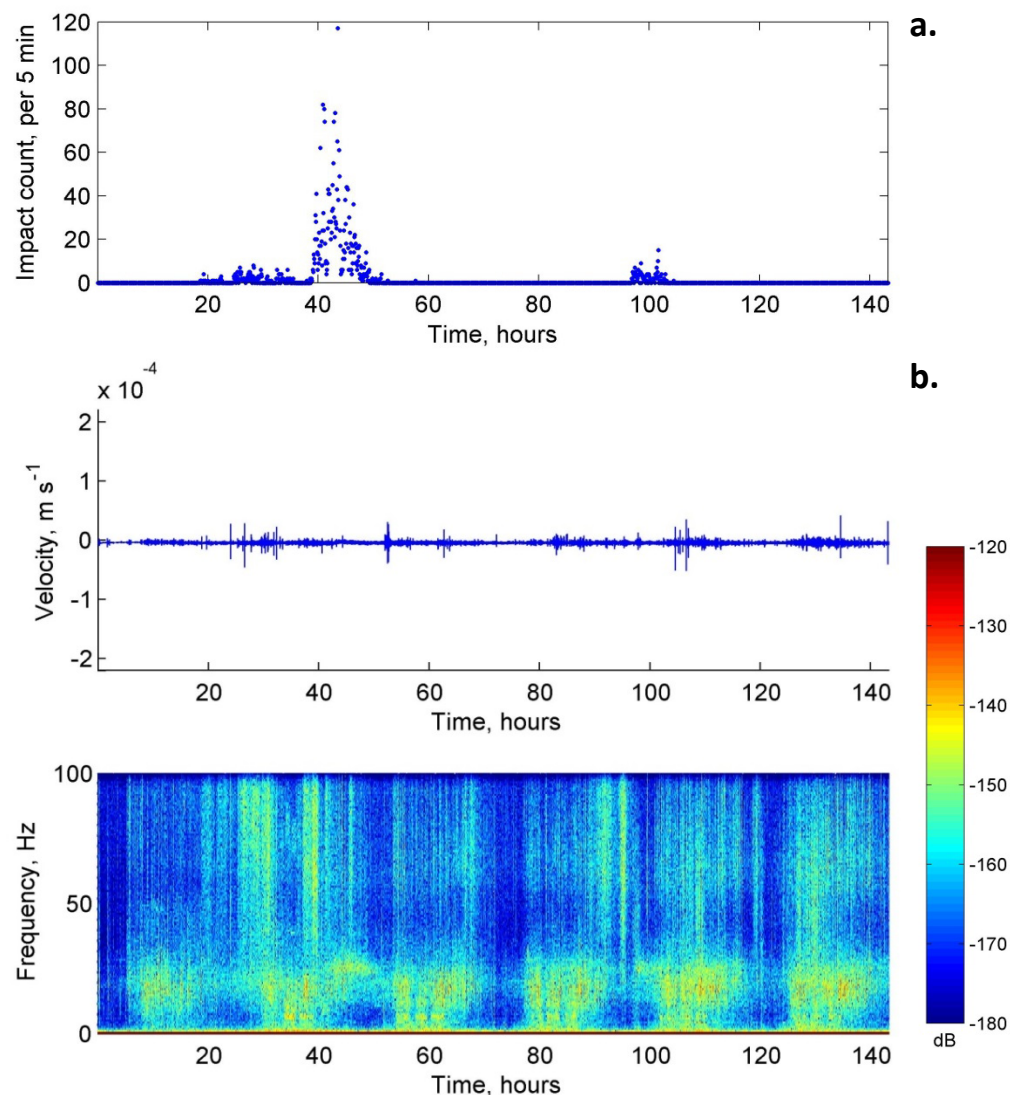 a.
120
100
80
60
40
20
0
Impact count, per 5 min
20 40 60 80 100 120 140
Time, hours
b.
x 10⁻⁴
2
1
0
-1
-2
Velocity, m s⁻¹
20 40 60 80 100 120 140
Time, hours
100
50
0
Frequency, Hz
20 40 60 80 100 120 140
Time, hours
-120
-130
-140
-150
-160
-170
-180
dB